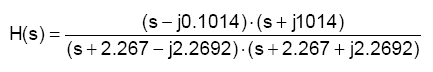 H(s) = (s − j0.1014)·(s + j1014) / (s + 2.267 − j2.2692)·(s + 2.267 + j2.2692)